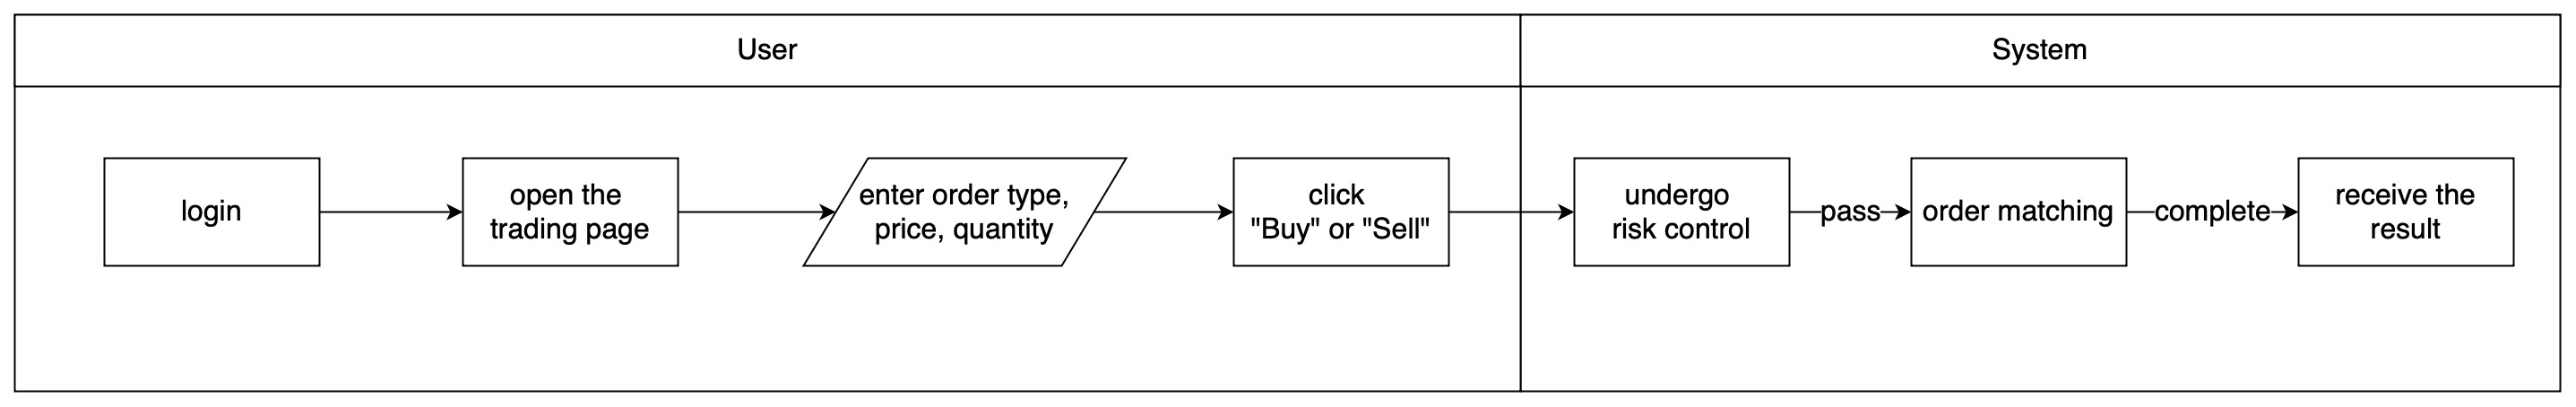 User
System
login
open the
trading page
enter order type,
price, quantity
click
"Buy" or "Sell"
undergo
risk control
pass
order matching
complete
receive the
result